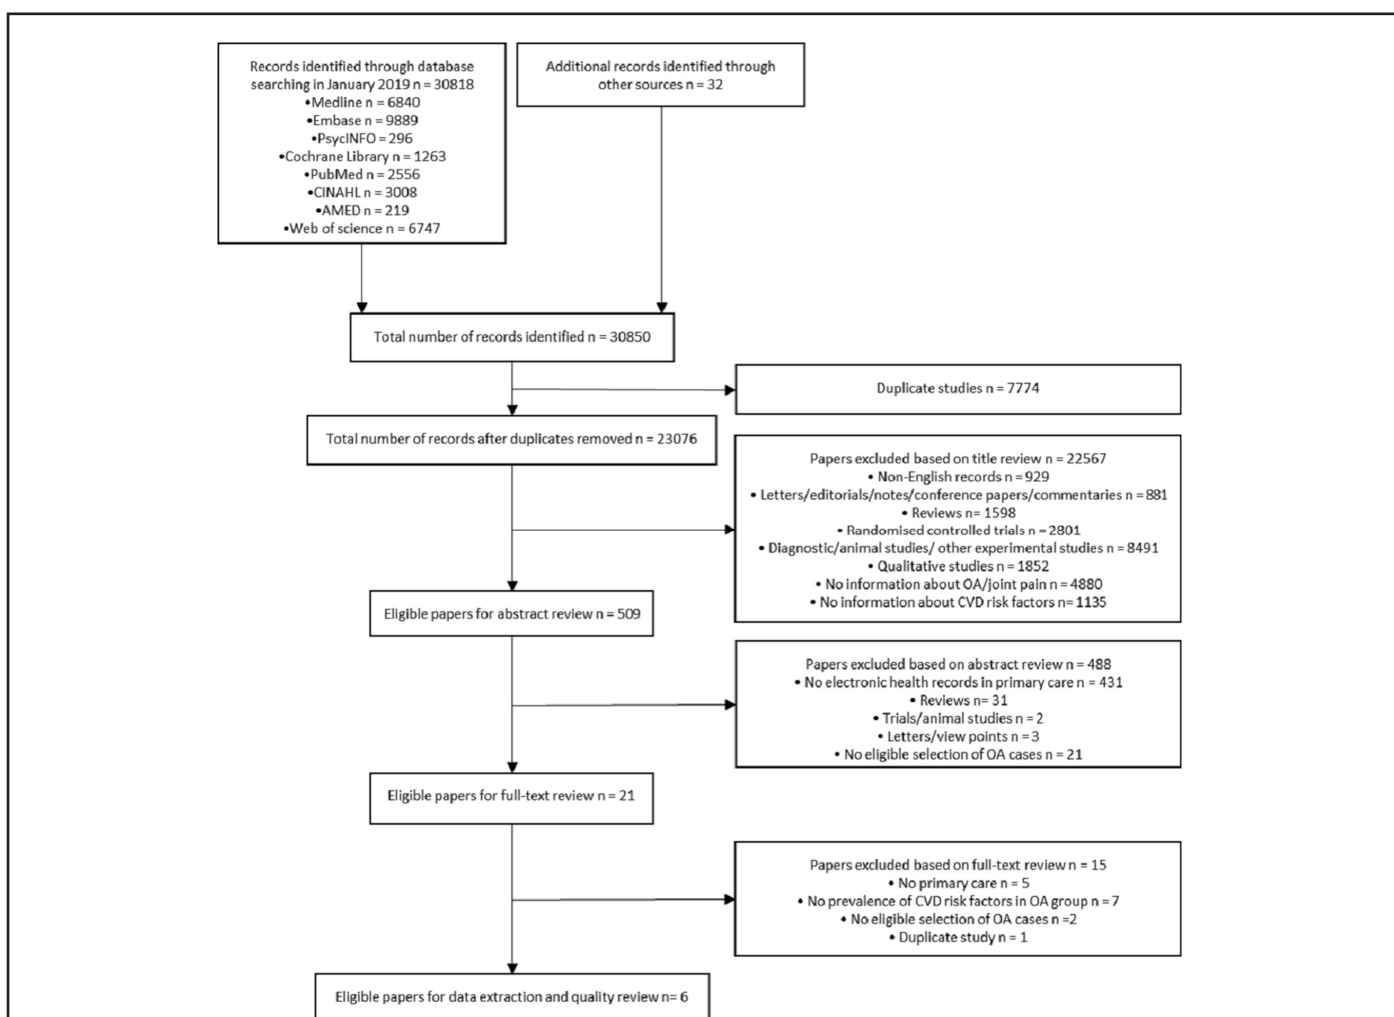 Records identified through database
searching in January 2019 n = 30818
•Medline n = 6840
•Embase n = 9889
•PsycINFO = 296
•Cochrane Library n = 1263
•PubMed n = 2556
•CINAHL n = 3008
•AMED n = 219
•Web of science n = 6747
Additional records identified through
other sources n = 32
Total number of records identified n = 30850
Duplicate studies n = 7774
Total number of records after duplicates removed n = 23076
Papers excluded based on title review n = 22567
• Non-English records n = 929
• Letters/editorials/notes/conference papers/commentaries n = 881
• Reviews n= 1598
• Randomised controlled trials n = 2801
• Diagnostic/animal studies/ other experimental studies n = 8491
• Qualitative studies n = 1852
• No information about OA/joint pain n = 4880
• No information about CVD risk factors n= 1135
Eligible papers for abstract review n = 509
Papers excluded based on abstract review n = 488
• No electronic health records in primary care n = 431
• Reviews n= 31
• Trials/animal studies n = 2
• Letters/view points n = 3
• No eligible selection of OA cases n = 21
Eligible papers for full-text review n = 21
Papers excluded based on full-text review n = 15
• No primary care n = 5
• No prevalence of CVD risk factors in OA group n = 7
• No eligible selection of OA cases n =2
• Duplicate study n = 1
Eligible papers for data extraction and quality review n= 6